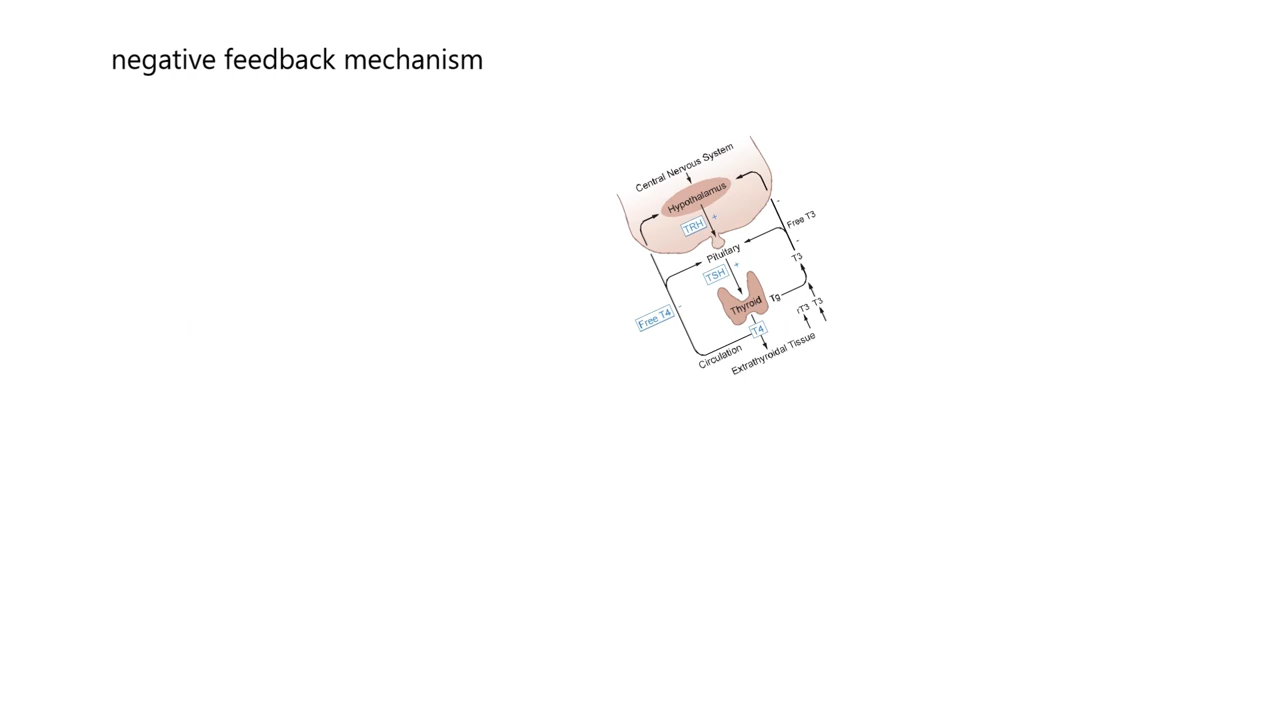 negative feedback mechanism
Central Nervous System
Hypothalamus
TRH +
-
Free T3
Pituitary
-
TSH +
T3
Thyroid Tg
Free T4 -
rT3 T3
T4
Circulation
Extrathyroidal Tissue